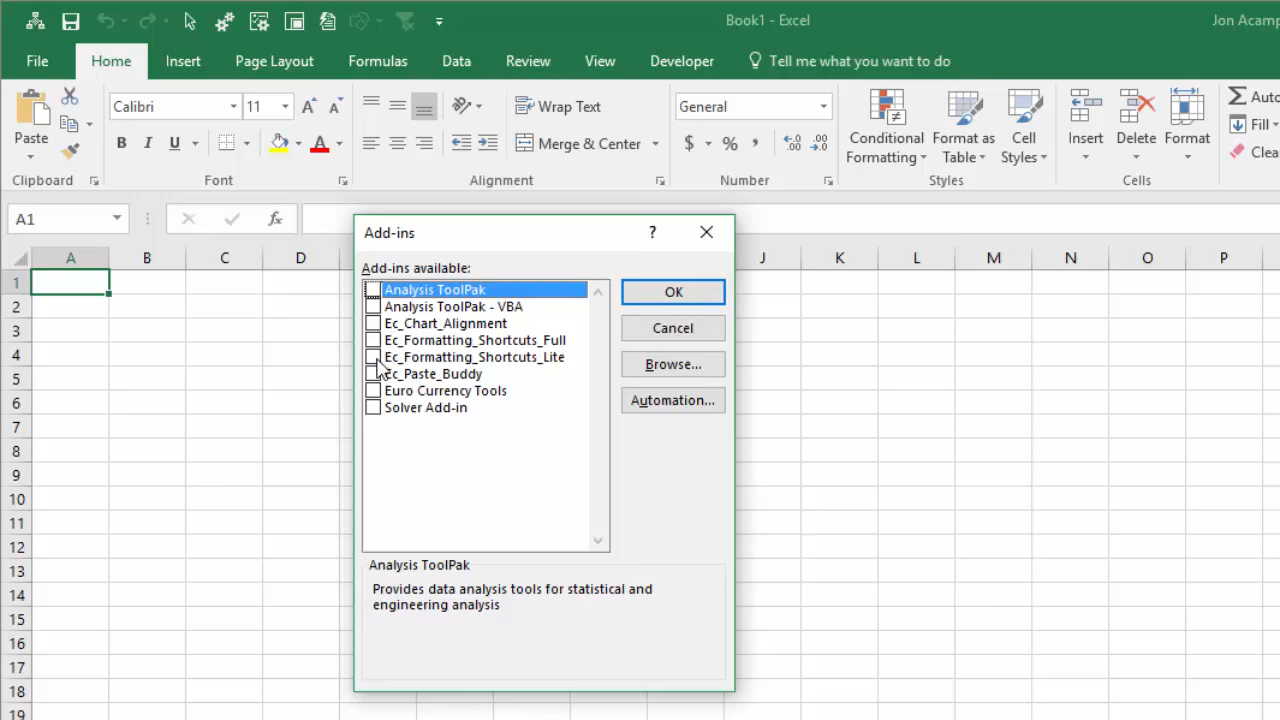 Book1 - Excel
Jon Acamp
File Home Insert Page Layout Formulas Data Review View Developer Tell me what you want to do
Paste
Calibri 11
B I U
A A
A
Wrap Text
Merge & Center
General
$ % ,
Conditional Formatting
Format as Table
Cell Styles
Insert
Delete
Format
Auto
Fill
Clea
Clipboard Font Alignment Number Styles Cells
A1
fx
A B C D J K L M N O P
1
2
3
4
5
6
7
8
9
10
11
12
13
14
15
16
17
18
19
Add-ins ?
Add-ins available:
Analysis ToolPak
Analysis ToolPak - VBA
Ec_Chart_Alignment
Ec_Formatting_Shortcuts_Full
Ec_Formatting_Shortcuts_Lite
Ec_Paste_Buddy
Euro Currency Tools
Solver Add-in
OK
Cancel
Browse...
Automation...
Analysis ToolPak
Provides data analysis tools for statistical and
engineering analysis